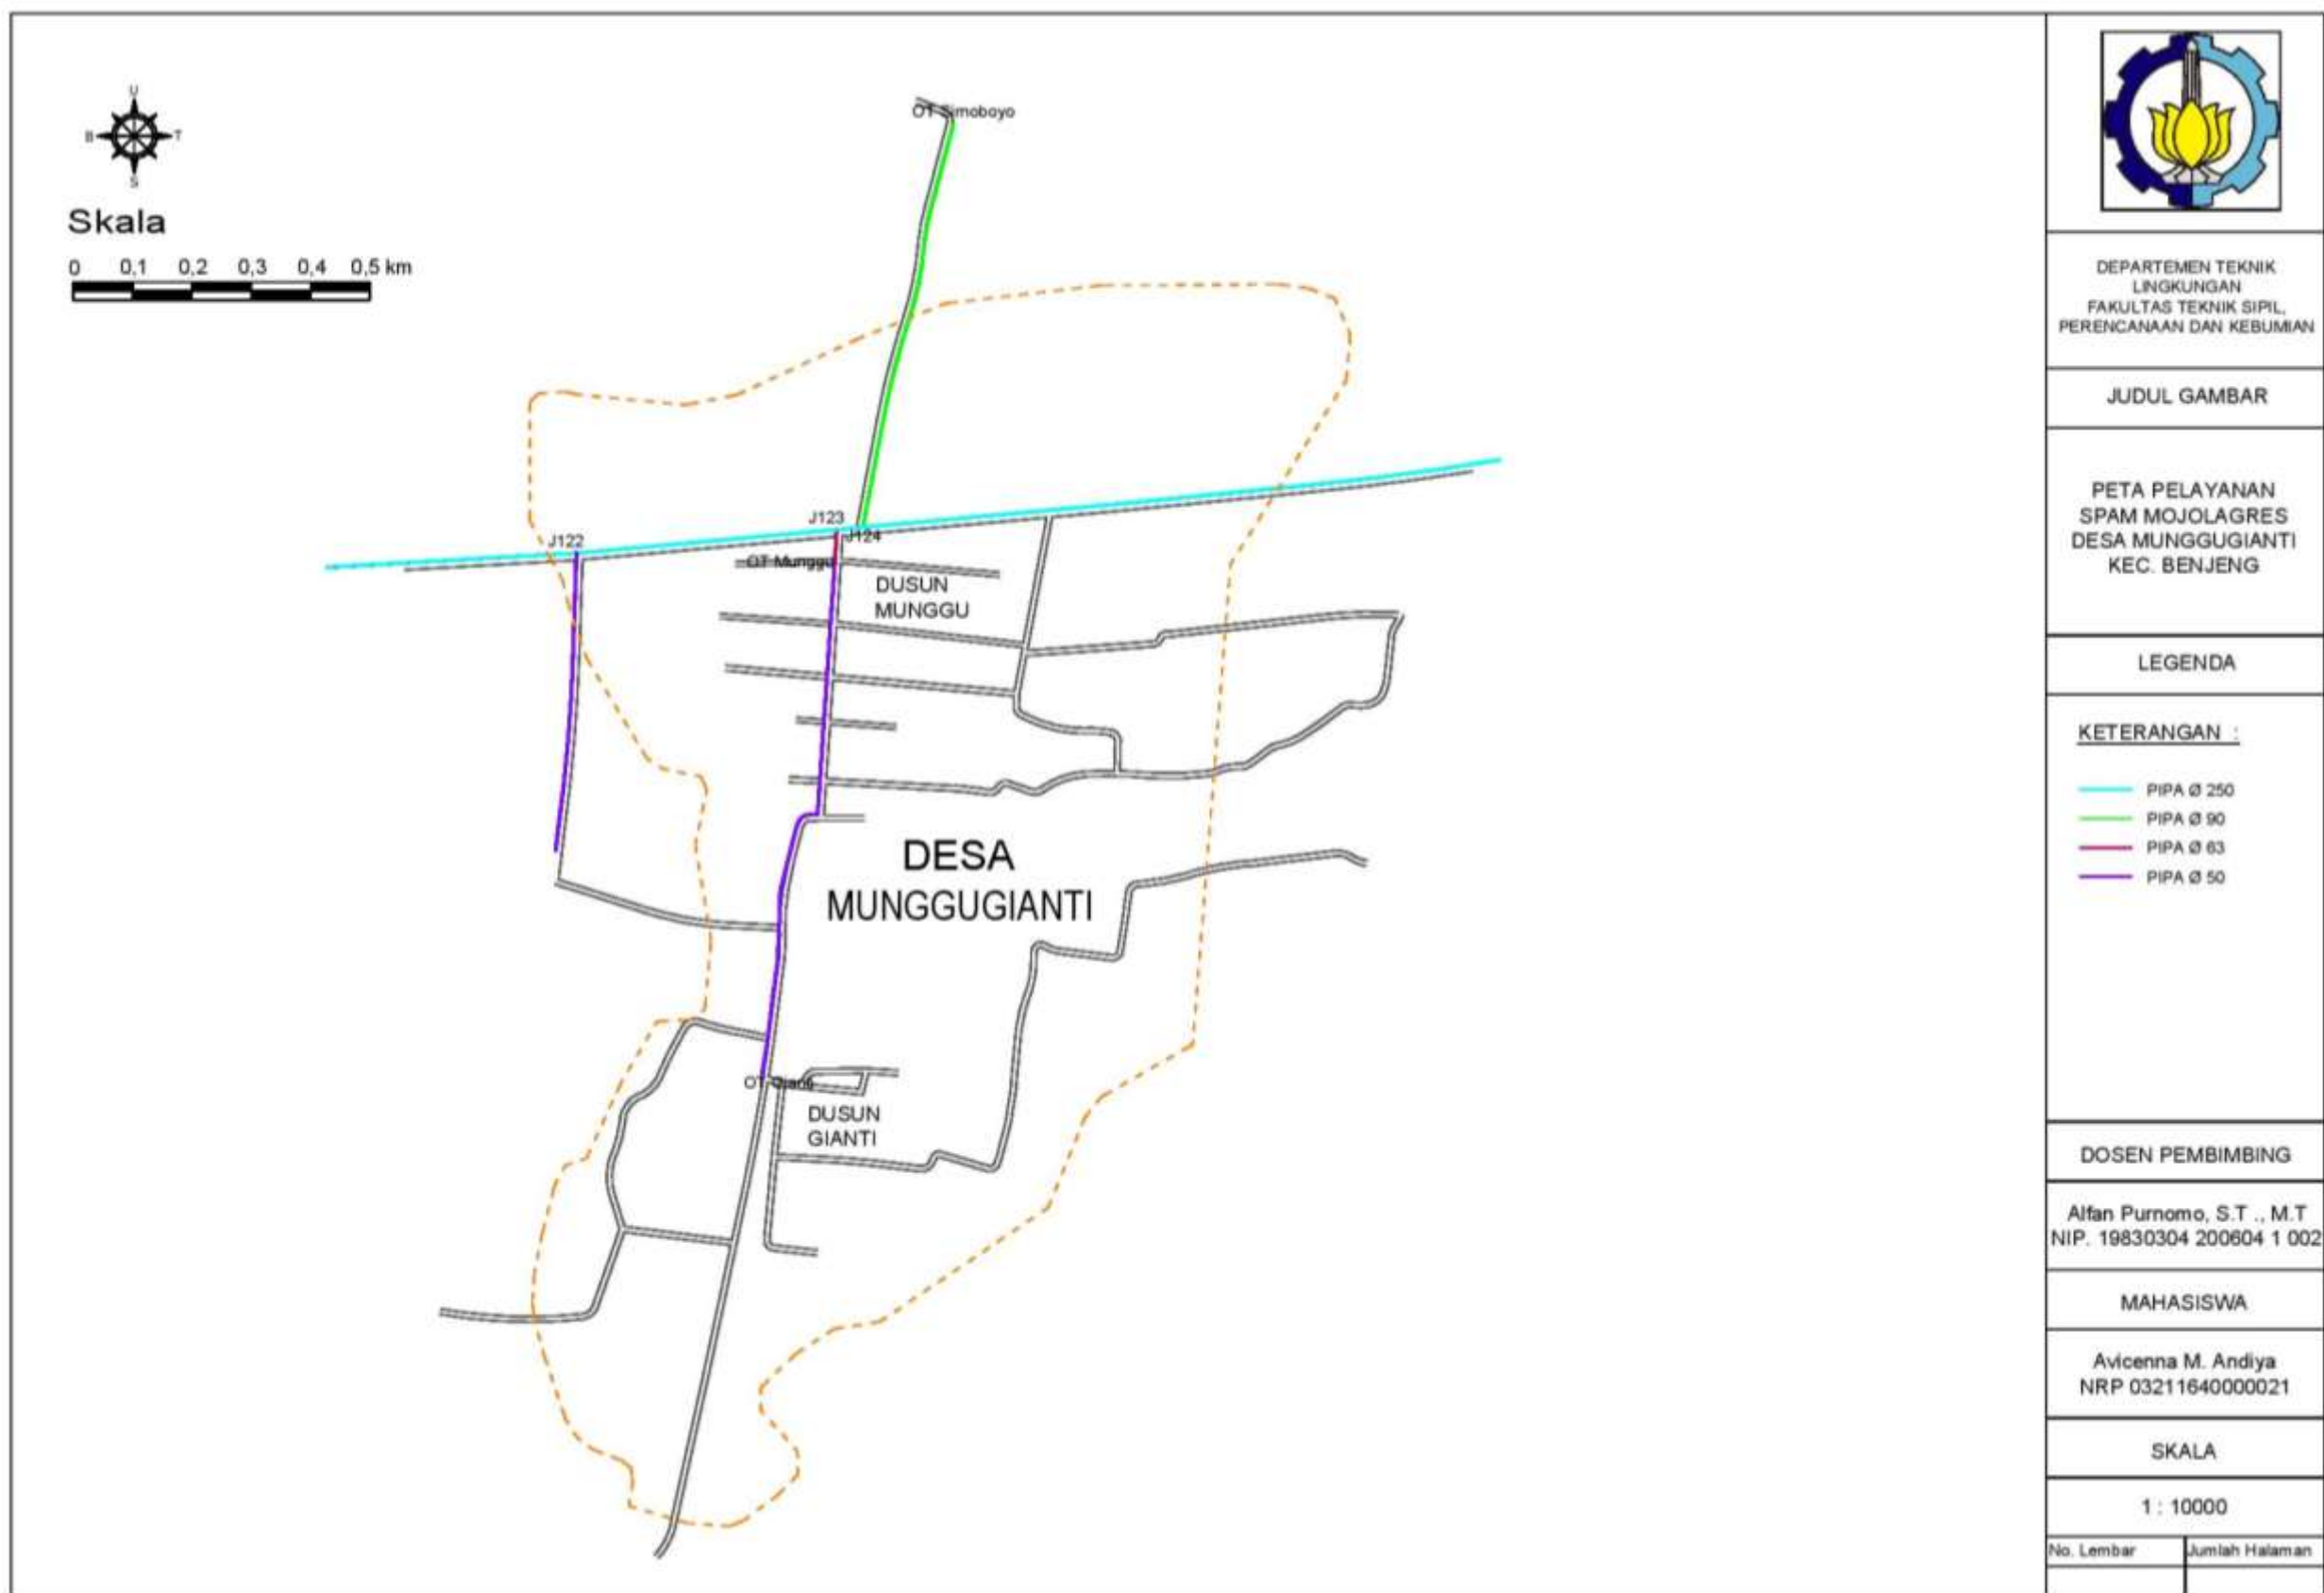 U
B
T
S
Skala
0 0,1 0,2 0,3 0,4 0,5 km
OT Simoboyo
J123
J124
J122
OT Munggu
DUSUN
MUNGGU
DESA
MUNGGUGIANTI
OT Gianti
DUSUN
GIANTI
DEPARTEMEN TEKNIK
LINGKUNGAN
FAKULTAS TEKNIK SIPIL,
PERENCANAAN DAN KEBUMIAN
JUDUL GAMBAR
PETA PELAYANAN
SPAM MOJOLAGRES
DESA MUNGGUGIANTI
KEC. BENJENG
LEGENDA
KETERANGAN :
PIPA Ø 250
PIPA Ø 90
PIPA Ø 63
PIPA Ø 50
DOSEN PEMBIMBING
Alfan Purnomo, S.T ., M.T
NIP. 19830304 200604 1 002
MAHASISWA
Avicenna M. Andiya
NRP 03211640000021
SKALA
1 : 10000
No. Lembar
Jumlah Halaman